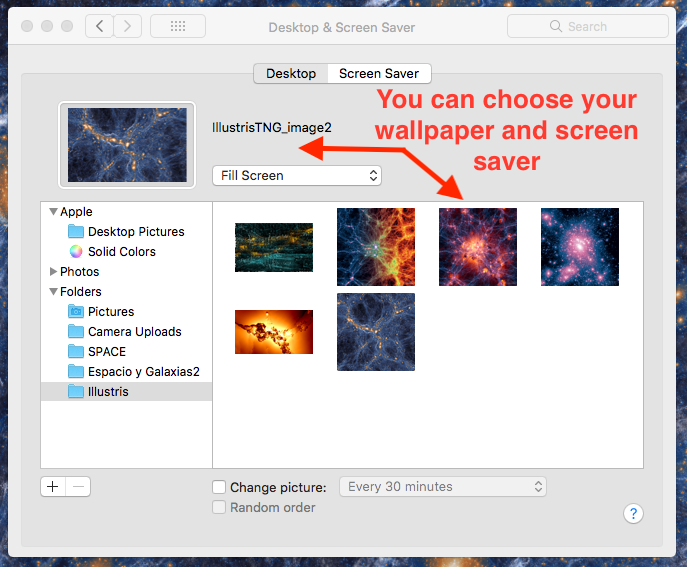 Desktop & Screen Saver
Search
Desktop
Screen Saver
You can choose your
wallpaper and screen
saver
IllustrisTNG_image2
Fill Screen
Apple
Desktop Pictures
Solid Colors
Photos
Folders
Pictures
Camera Uploads
SPACE
Espacio y Galaxias2
Illustris
+ −
Change picture:
Every 30 minutes
Random order
?